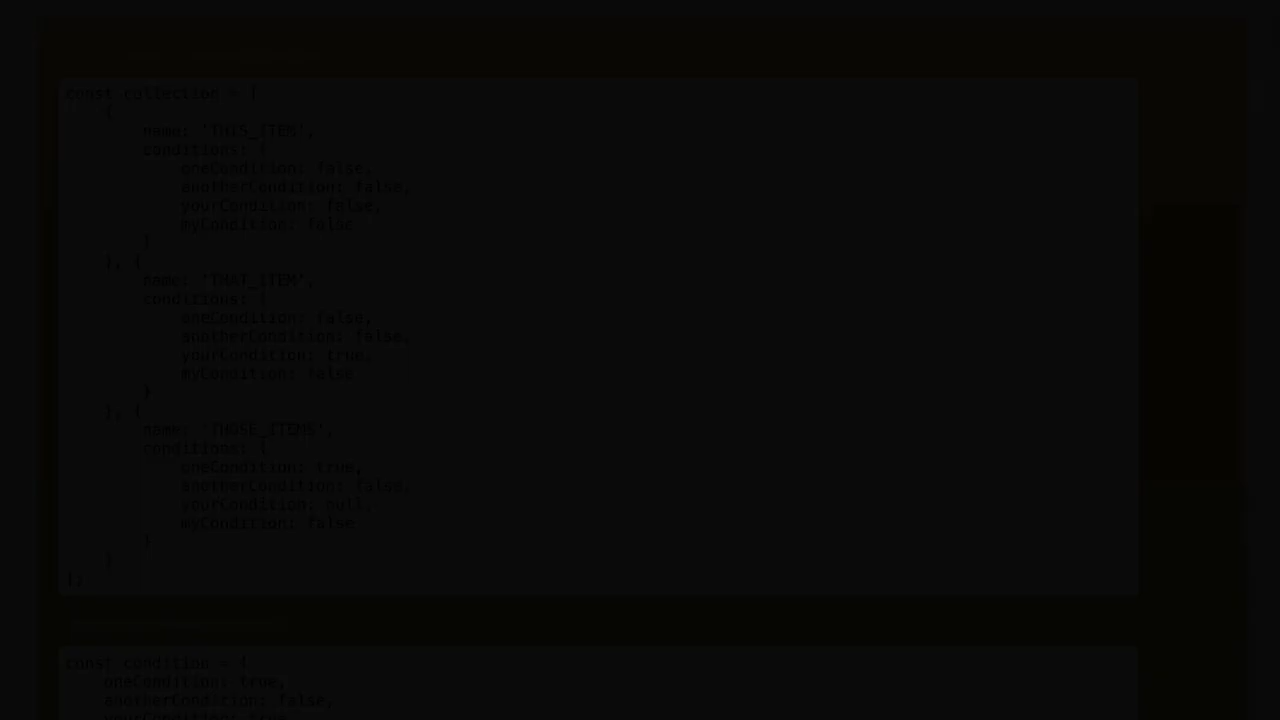 const collection = [
{
name: 'THIS_ITEM',
conditions: {
oneCondition: false,
anotherCondition: false,
yourCondition: false,
myCondition: false
}
}, {
name: 'THAT_ITEM',
conditions: {
oneCondition: false,
anotherCondition: false,
yourCondition: true,
myCondition: false
}
}, {
name: 'THOSE_ITEMS',
conditions: {
oneCondition: true,
anotherCondition: false,
yourCondition: null,
myCondition: false
}
}
];
const condition = {
oneCondition: true,
anotherCondition: false,
yourCondition: true